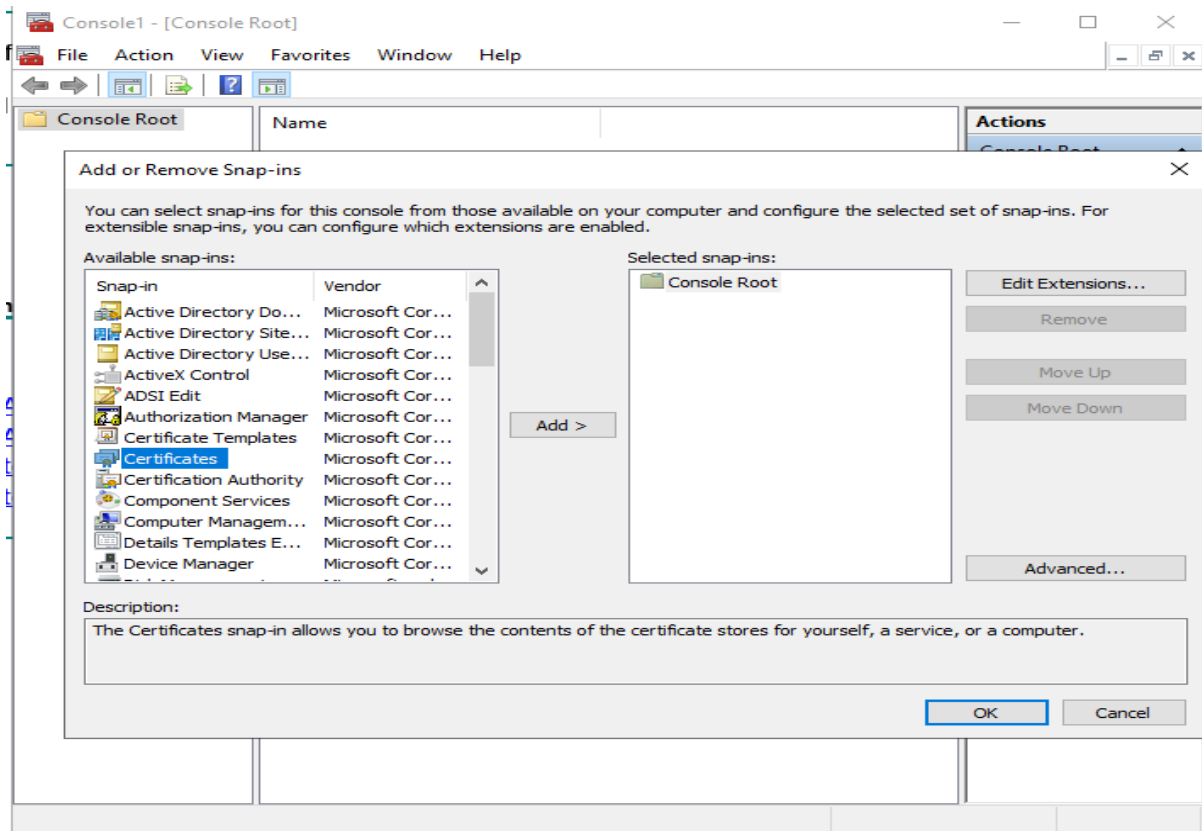 Console1 - [Console Root]
File Action View Favorites Window Help
Console Root
Name
Actions
Add or Remove Snap-ins
You can select snap-ins for this console from those available on your computer and configure the selected set of snap-ins. For
extensible snap-ins, you can configure which extensions are enabled.
Available snap-ins:
Selected snap-ins:
Snap-in Vendor
Active Directory Do... Microsoft Cor...
Active Directory Site... Microsoft Cor...
Active Directory Use... Microsoft Cor...
ActiveX Control Microsoft Cor...
ADSI Edit Microsoft Cor...
Authorization Manager Microsoft Cor...
Certificate Templates Microsoft Cor...
Certificates Microsoft Cor...
Certification Authority Microsoft Cor...
Component Services Microsoft Cor...
Computer Managem... Microsoft Cor...
Details Templates E... Microsoft Cor...
Device Manager Microsoft Cor...
Add >
Console Root
Edit Extensions...
Remove
Move Up
Move Down
Advanced...
Description:
The Certificates snap-in allows you to browse the contents of the certificate stores for yourself, a service, or a computer.
OK Cancel